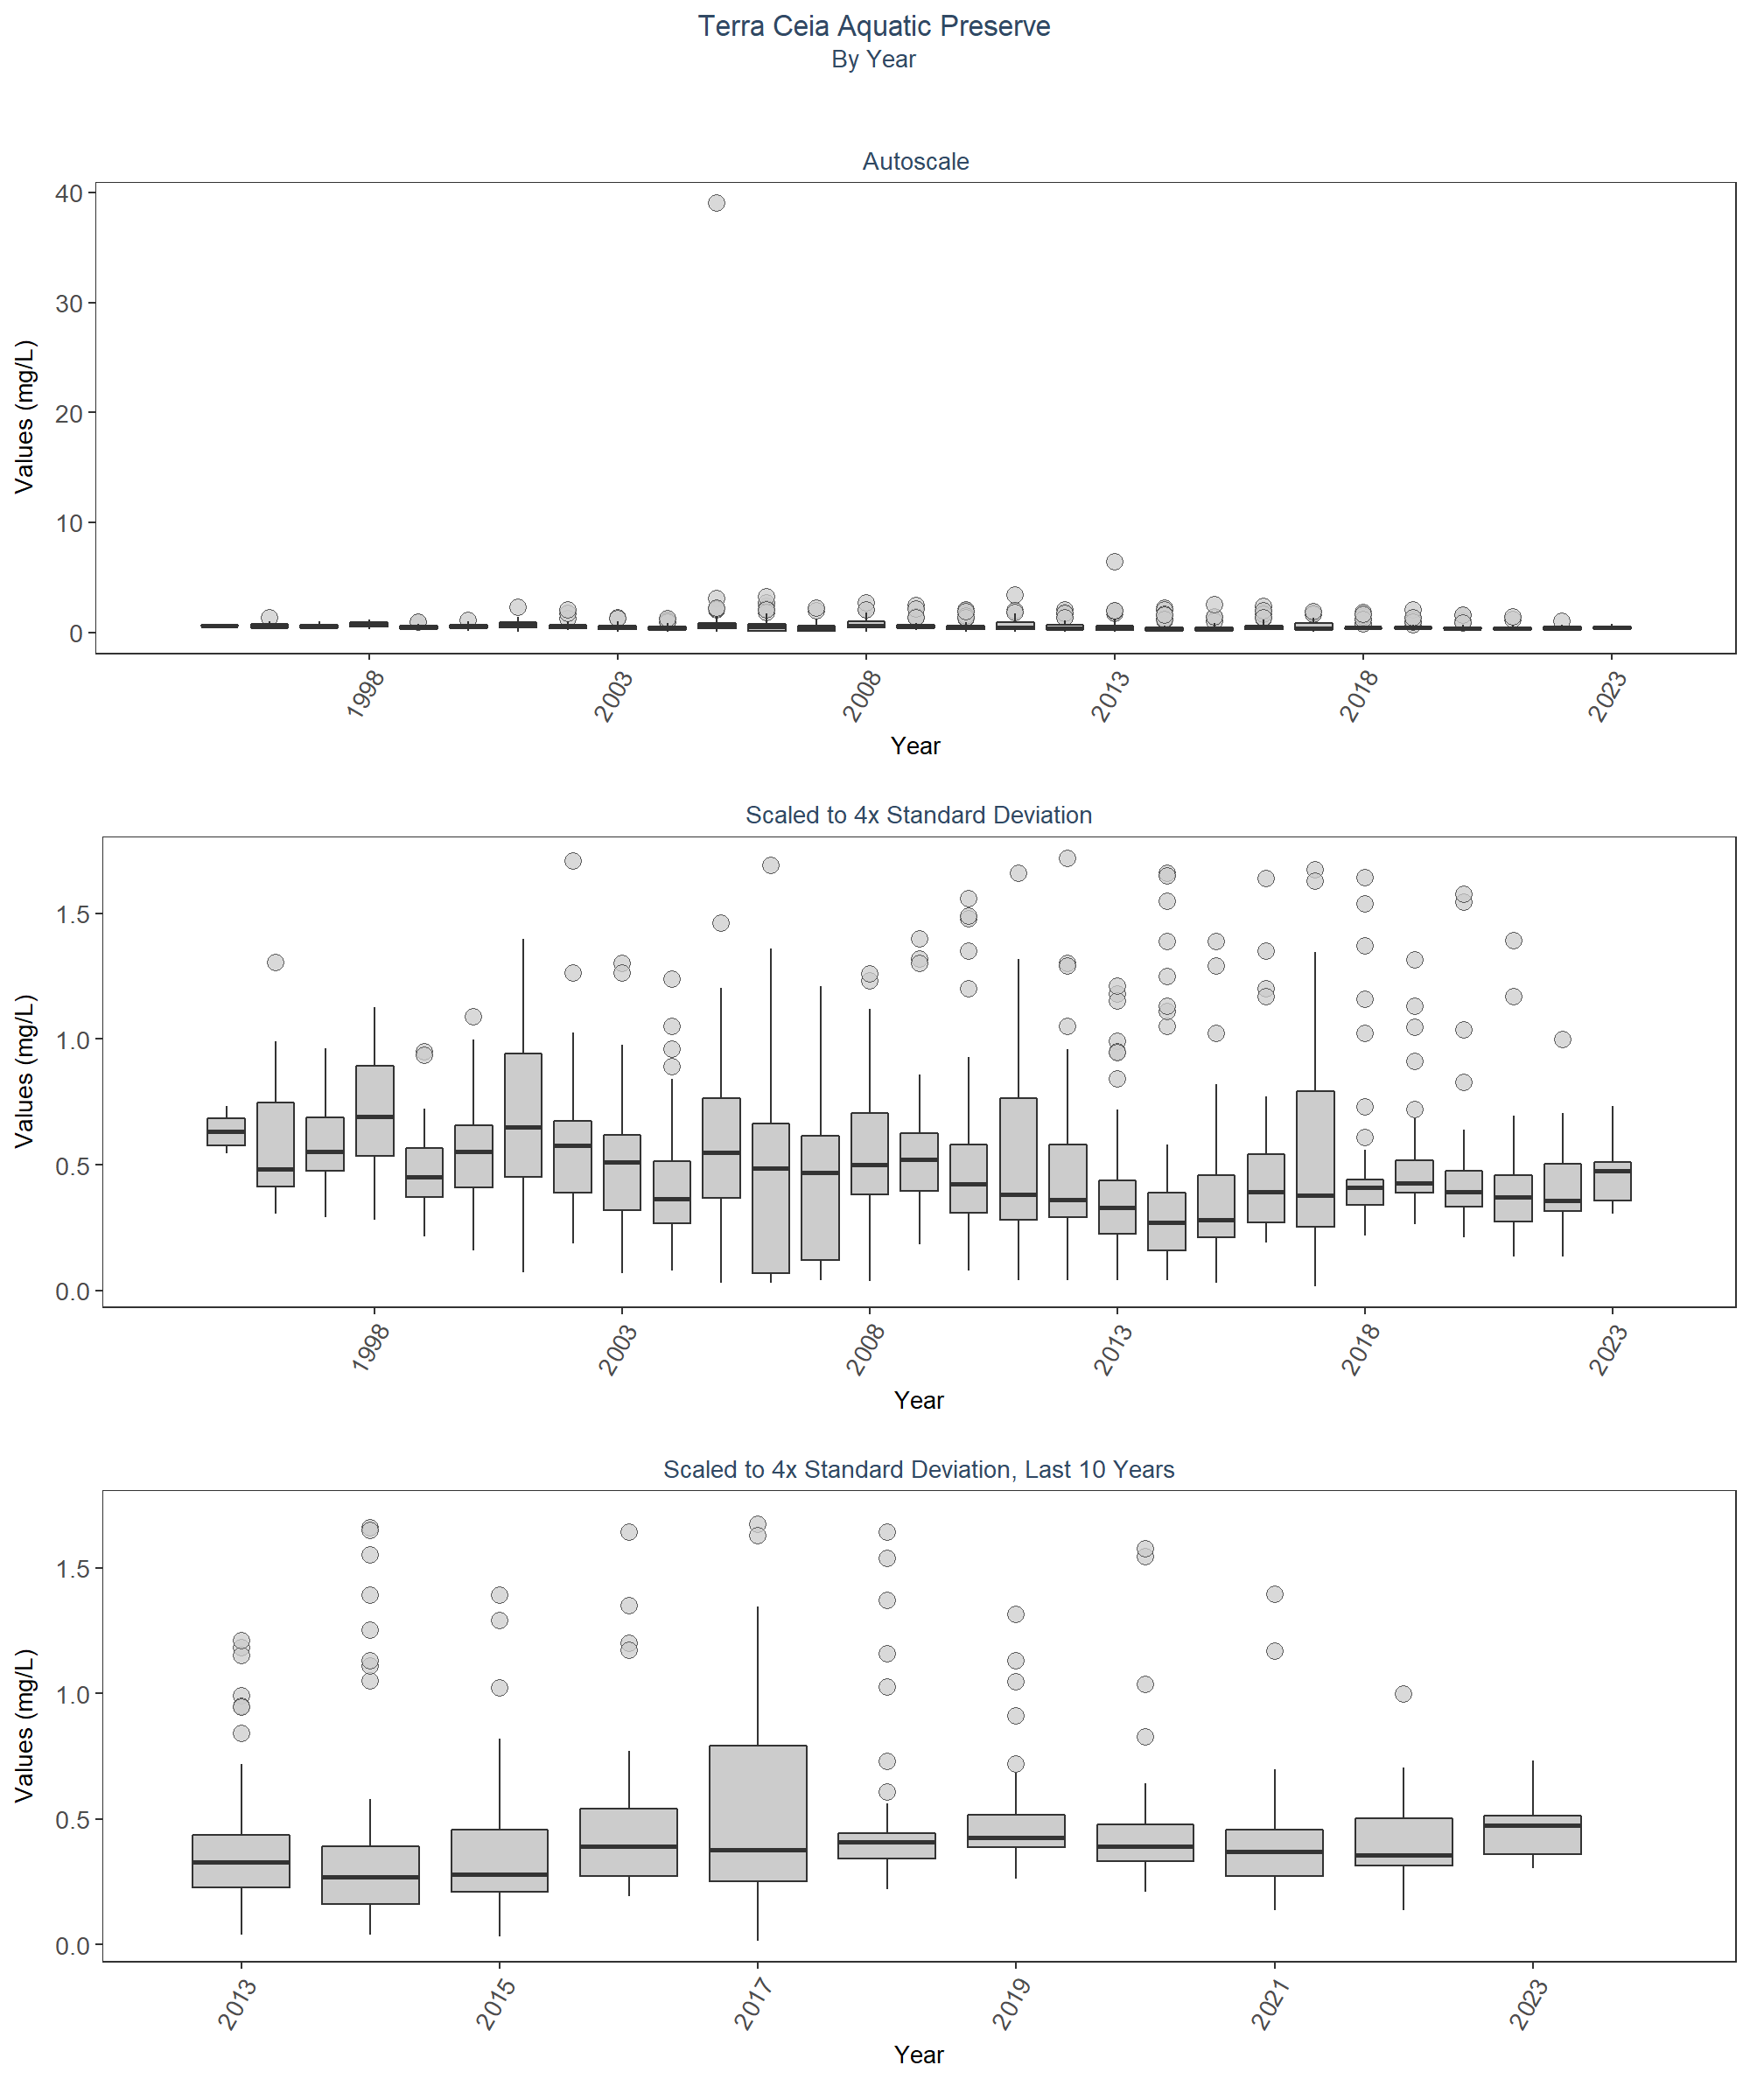 Terra Ceia Aquatic Preserve
By Year
Autoscale
40
30
20
10
0
Values (mg/L)
1998
2003
2008
2013
2018
2023
Year
Scaled to 4x Standard Deviation
1.5
1.0
0.5
0.0
Values (mg/L)
1998
2003
2008
2013
2018
2023
Year
Scaled to 4x Standard Deviation, Last 10 Years
1.5
1.0
0.5
0.0
Values (mg/L)
2013
2015
2017
2019
2021
2023
Year